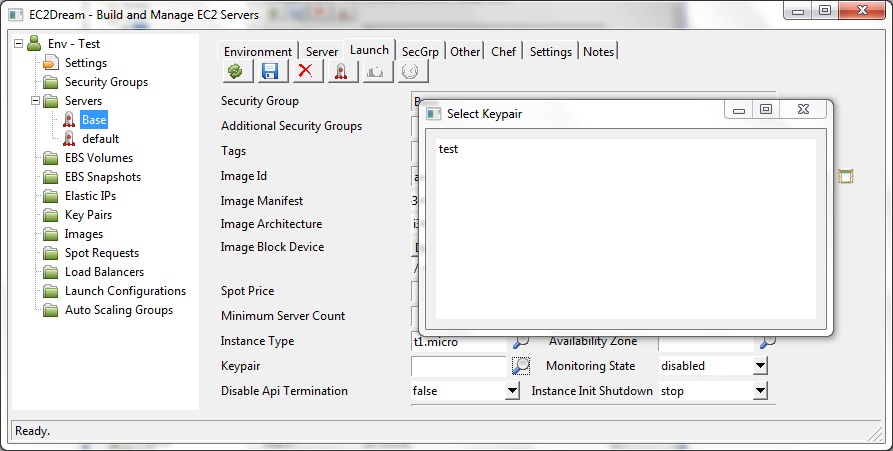 EC2Dream - Build and Manage EC2 Servers
Env - Test
Settings
Security Groups
Servers
Base
default
EBS Volumes
EBS Snapshots
Elastic IPs
Key Pairs
Images
Spot Requests
Load Balancers
Launch Configurations
Auto Scaling Groups
Environment Server Launch SecGrp Other Chef Settings Notes
Security Group
Additional Security Groups
Tags
Image Id
Image Manifest
Image Architecture
Image Block Device
Spot Price
Minimum Server Count
Instance Type t1.micro Availability Zone
Keypair Monitoring State disabled
Disable Api Termination false Instance Init Shutdown stop
Select Keypair
test
Ready.